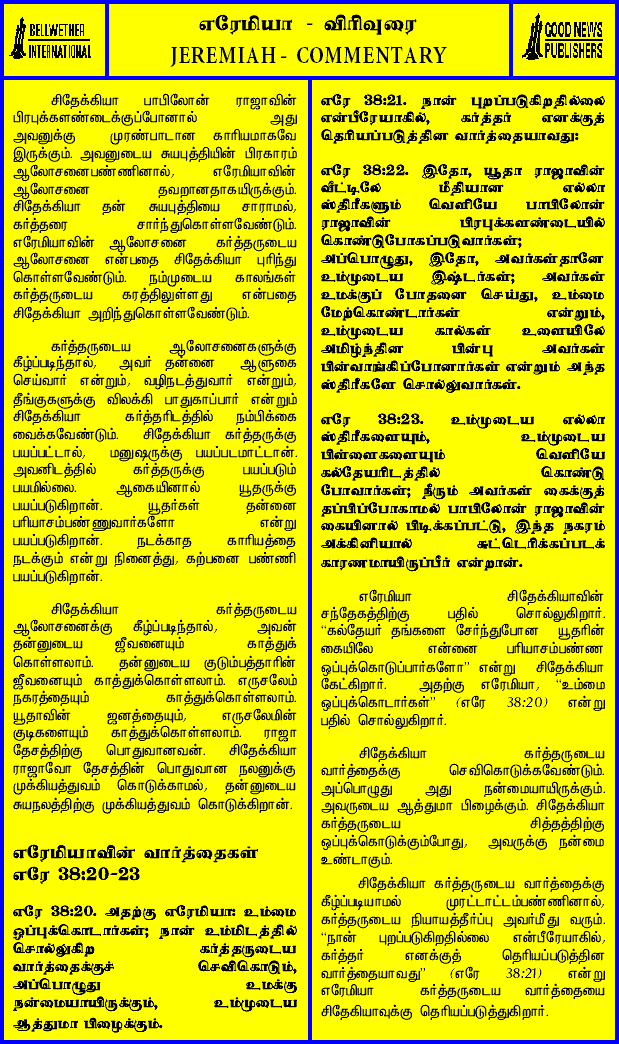 BELLWETHER
INTERNATIONAL
எரேமியா - விரிவுரை
JEREMIAH - COMMENTARY
GOOD NEWS
PUBLISHERS
சிதேக்கியா பாபிலோன் ராஜாவின்
பிரபுக்களண்டைக்குப்போனால் அது
அவனுக்கு முரண்பாடான காரியமாகவே
இருக்கும். அவனுடைய சுயபுத்தியின் பிரகாரம்
ஆலோசனைபண்ணினால், எரேமியாவின்
ஆலோசனை தவறானதாகயிருக்கும்.
சிதேக்கியா தன் சுயபுத்தியை சாராமல்,
கர்த்தரை சார்ந்துகொள்ளவேண்டும்.
எரேமியாவின் ஆலோசனை கர்த்தருடைய
ஆலோசனை என்பதை சிதேக்கியா புரிந்து
கொள்ளவேண்டும். நம்முடைய காலங்கள்
கர்த்தருடைய கரத்திலுள்ளது என்பதை
சிதேக்கியா அறிந்துகொள்ளவேண்டும்.
கர்த்தருடைய ஆலோசனைகளுக்கு
கீழ்ப்படிந்தால், அவர் தன்னை ஆளுகை
செய்வார் என்றும், வழிநடத்துவார் என்றும்,
தீங்குகளுக்கு விலக்கி பாதுகாப்பார் என்றும்
சிதேக்கியா கர்த்தரிடத்தில் நம்பிக்கை
வைக்கவேண்டும். சிதேக்கியா கர்த்தருக்கு
பயப்பட்டால், மனுஷருக்கு பயப்படமாட்டான்.
அவனிடத்தில் கர்த்தருக்கு பயப்படும்
பயமில்லை. ஆகையினால் யூதருக்கு
பயப்படுகிறான். யூதர்கள் தன்னை
பரியாசம்பண்ணுவார்களோ என்று
பயப்படுகிறான். நடக்காத காரியத்தை
நடக்கும் என்று நினைத்து, கற்பனை பண்ணி
பயப்படுகிறான்.
சிதேக்கியா கர்த்தருடைய
ஆலோசனைக்கு கீழ்ப்படிந்தால், அவன்
தன்னுடைய ஜீவனையும் காத்துக்
கொள்ளலாம். தன்னுடைய குடும்பத்தாரின்
ஜீவனையும் காத்துக்கொள்ளலாம். எருசலேம்
நகரத்தையும் காத்துக்கொள்ளலாம்.
யூதாவின் ஜனத்தையும், எருசலேமின்
குடிகளையும் காத்துக்கொள்ளலாம். ராஜா
தேசத்திற்கு பொதுவானவன். சிதேக்கியா
ராஜாவோ தேசத்தின் பொதுவான நலனுக்கு
முக்கியத்துவம் கொடுக்காமல், தன்னுடைய
சுயநலத்திற்கு முக்கியத்துவம் கொடுக்கிறான்.
எரேமியாவின் வார்த்தைகள்
எரே 38:20-23
எரே 38:20. அதற்கு எரேமியா: உம்மை
ஒப்புக்கொடார்கள்; நான் உம்மிடத்தில்
சொல்லுகிற கர்த்தருடைய
வார்த்தைக்குச் செவிகொடும்,
அப்பொழுது உமக்கு
நன்மையாயிருக்கும், உம்முடைய
ஆத்துமா பிழைக்கும்.
எரே 38:21. நான் புறப்படுகிறதில்லை
என்பீரேயாகில், கர்த்தர் எனக்குத்
தெரியப்படுத்தின வார்த்தையாவது:
எரே 38:22. இதோ, யூதா ராஜாவின்
வீட்டிலே மீதியான எல்லா
ஸ்திரீகளும் வெளியே பாபிலோன்
ராஜாவின் பிரபுக்களண்டையில்
கொண்டுபோகப்படுவார்கள்;
அப்பொழுது, இதோ, அவர்கள்தானே
உம்முடைய இஷ்டர்கள்; அவர்கள்
உமக்குப் போதனை செய்து, உம்மை
மேற்கொண்டார்கள் என்றும்,
உம்முடைய கால்கள் உளையிலே
அமிழ்ந்தின பின்பு அவர்கள்
பின்வாங்கிப்போனார்கள் என்றும் அந்த
ஸ்திரீகளே சொல்லுவார்கள்.
எரே 38:23. உம்முடைய எல்லா
ஸ்திரீகளையும், உம்முடைய
பிள்ளைகளையும் வெளியே
கல்தேயரிடத்தில் கொண்டு
போவார்கள்; நீரும் அவர்கள் கைக்குத்
தப்பிப்போகாமல் பாபிலோன் ராஜாவின்
கையினால் பிடிக்கப்பட்டு, இந்த நகரம்
அக்கினியால் சுட்டெரிக்கப்படக்
காரணமாயிருப்பீர் என்றான்.
எரேமியா சிதேக்கியாவின்
சந்தேகத்திற்கு பதில் சொல்லுகிறார்.
“கல்தேயர் தங்களை சேர்ந்துபோன யூதரின்
கையிலே என்னை பரியாசம்பண்ண
ஒப்புக்கொடுப்பார்களோ” என்று சிதேக்கியா
கேட்கிறார். அதற்கு எரேமியா, “உம்மை
ஒப்புக்கொடார்கள்” (எரே 38:20) என்று
பதில் சொல்லுகிறார்.
சிதேக்கியா கர்த்தருடைய
வார்த்தைக்கு செவிகொடுக்கவேண்டும்.
அப்பொழுது அது நன்மையாயிருக்கும்.
அவருடைய ஆத்துமா பிழைக்கும். சிதேக்கியா
கர்த்தருடைய சித்தத்திற்கு
ஒப்புக்கொடுக்கும்போது, அவருக்கு நன்மை
உண்டாகும்.
சிதேக்கியா கர்த்தருடைய வார்த்தைக்கு
கீழ்ப்படியாமல் முரட்டாட்டம்பண்ணினால்,
கர்த்தருடைய நியாயத்தீர்ப்பு அவர்மீது வரும்.
“நான் புறப்படுகிறதில்லை என்பீரேயாகில்,
கர்த்தர் எனக்குத் தெரியப்படுத்தின
வார்த்தையாவது” (எரே 38:21) என்று
எரேமியா கர்த்தருடைய வார்த்தையை
சிதேகியாவுக்கு தெரியப்படுத்துகிறார்.